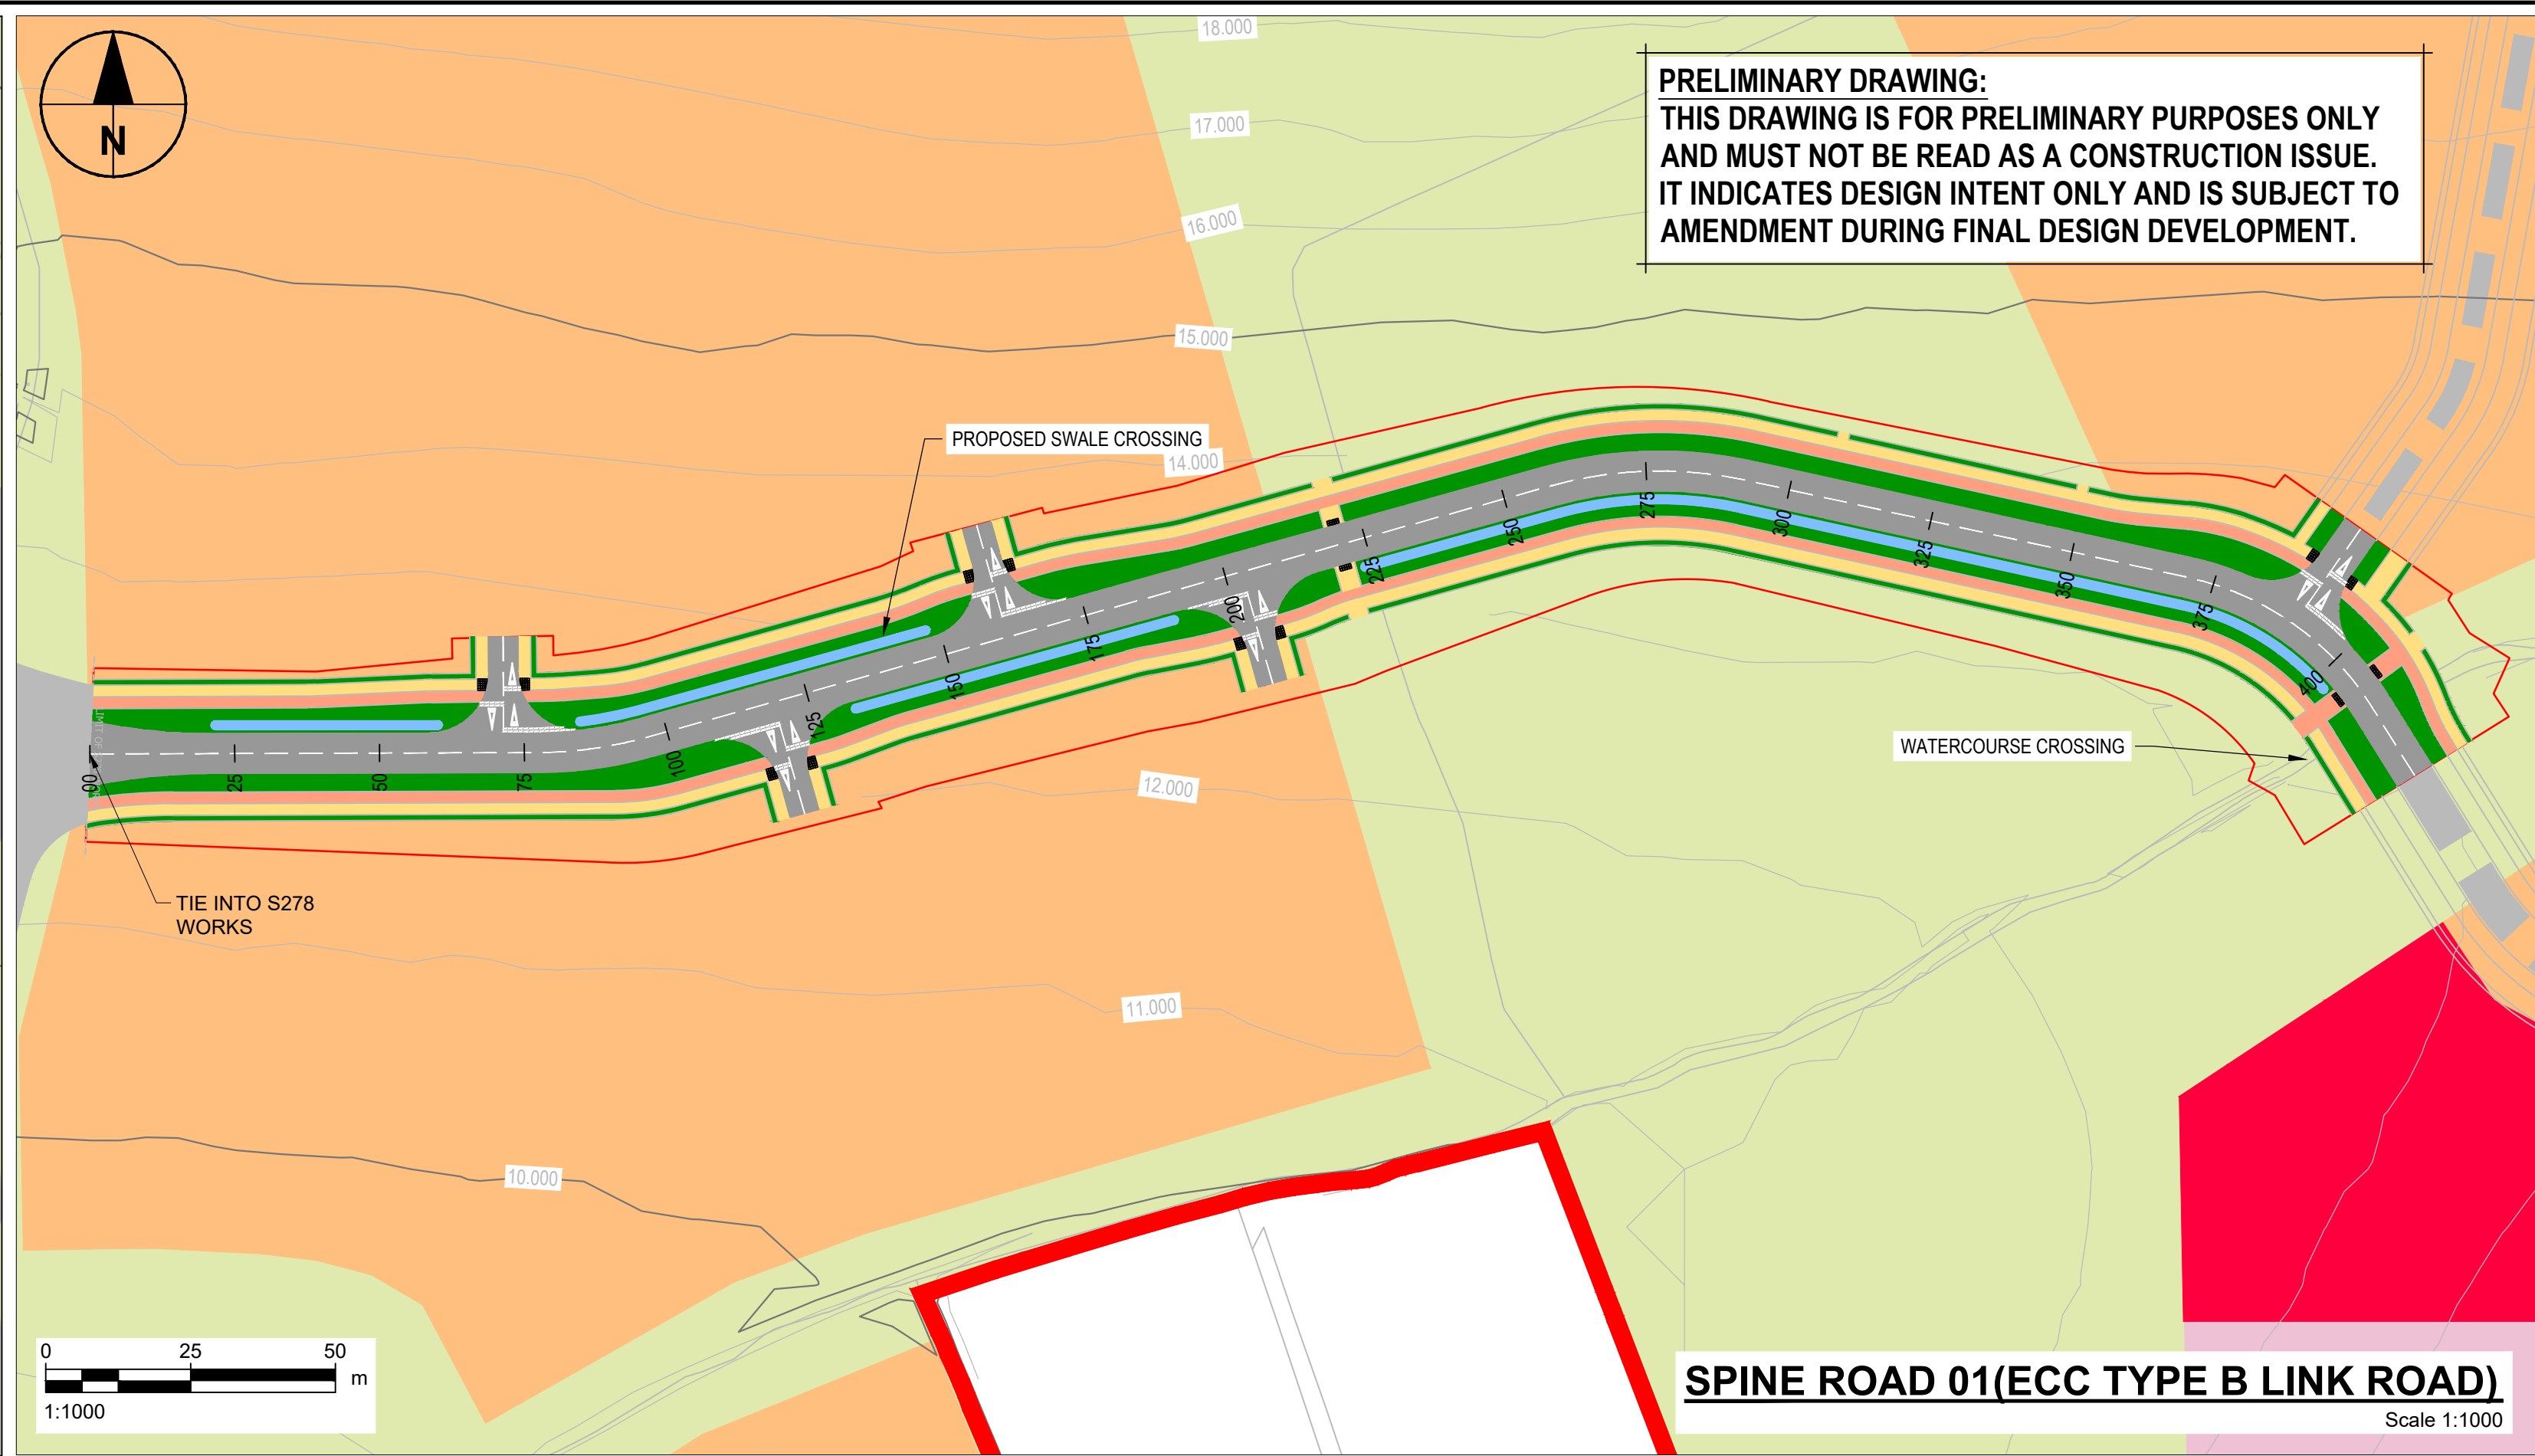 N
PRELIMINARY DRAWING:
THIS DRAWING IS FOR PRELIMINARY PURPOSES ONLY
AND MUST NOT BE READ AS A CONSTRUCTION ISSUE.
IT INDICATES DESIGN INTENT ONLY AND IS SUBJECT TO
AMENDMENT DURING FINAL DESIGN DEVELOPMENT.
18.000
17.000
16.000
15.000
14.000
12.000
11.000
10.000
PROPOSED SWALE CROSSING
WATERCOURSE CROSSING
TIE INTO S278
WORKS
LIMIT OF
00
25
50
75
100
125
150
175
200
225
250
275
300
325
350
375
400
0 25 50
m
1:1000
SPINE ROAD 01(ECC TYPE B LINK ROAD)
Scale 1:1000